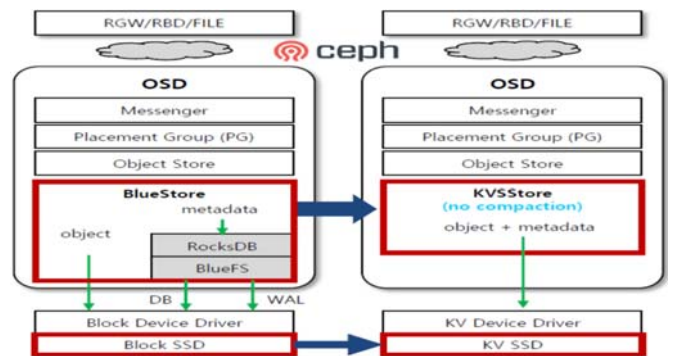 RGW/RBD/FILE
ceph
OSD
Messenger
Placement Group (PG)
Object Store
BlueStore
metadata
object
RocksDB
BlueFS
DB
WAL
Block Device Driver
Block SSD
RGW/RBD/FILE
OSD
Messenger
Placement Group (PG)
Object Store
KVSStore
(no compaction)
object + metadata
KV Device Driver
KV SSD